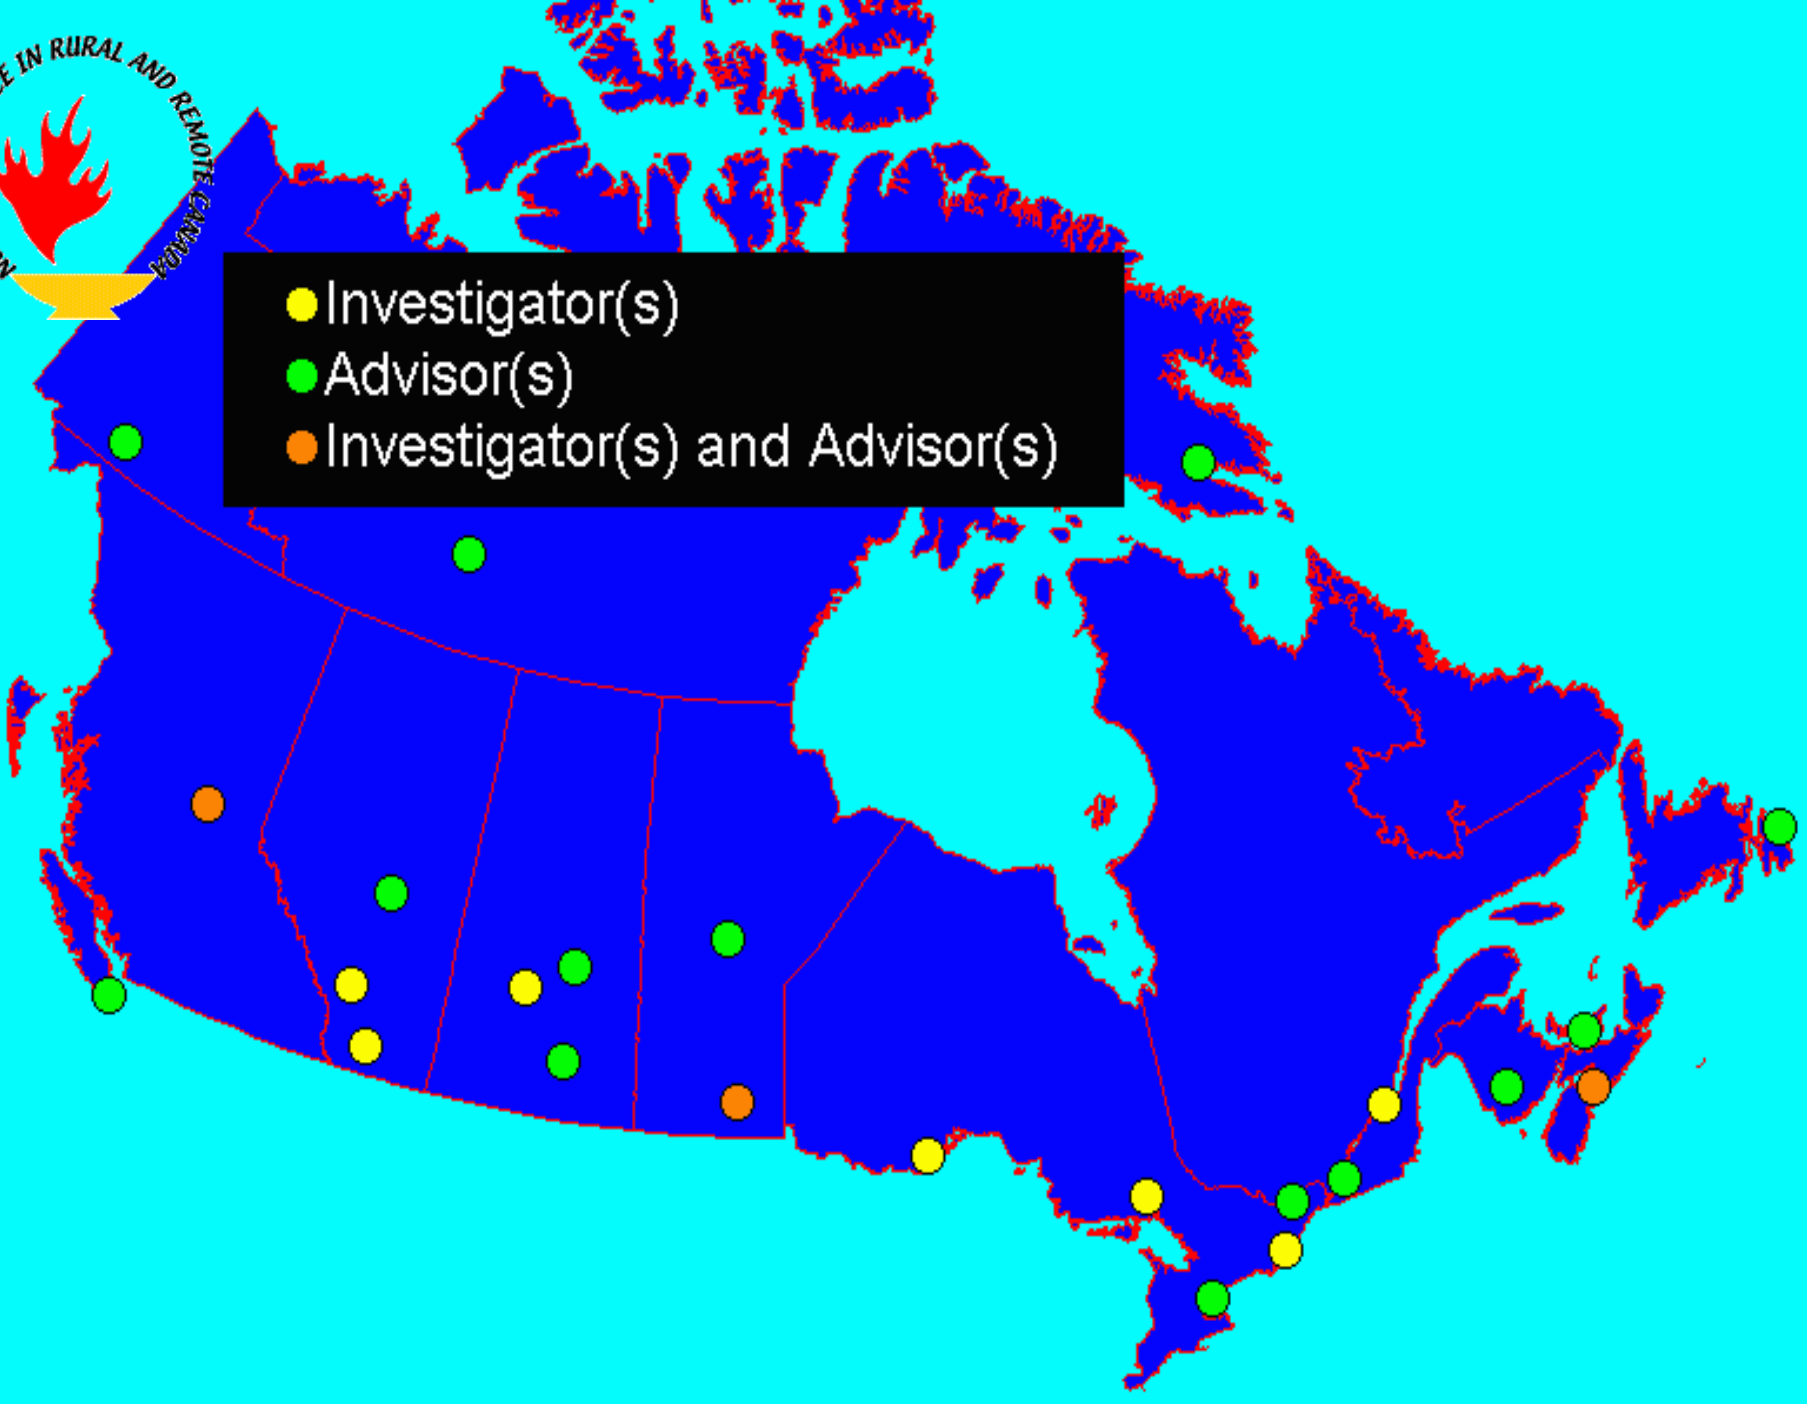 IN RURAL AND REMOTE CANADA
Investigator(s)
Advisor(s)
Investigator(s) and Advisor(s)